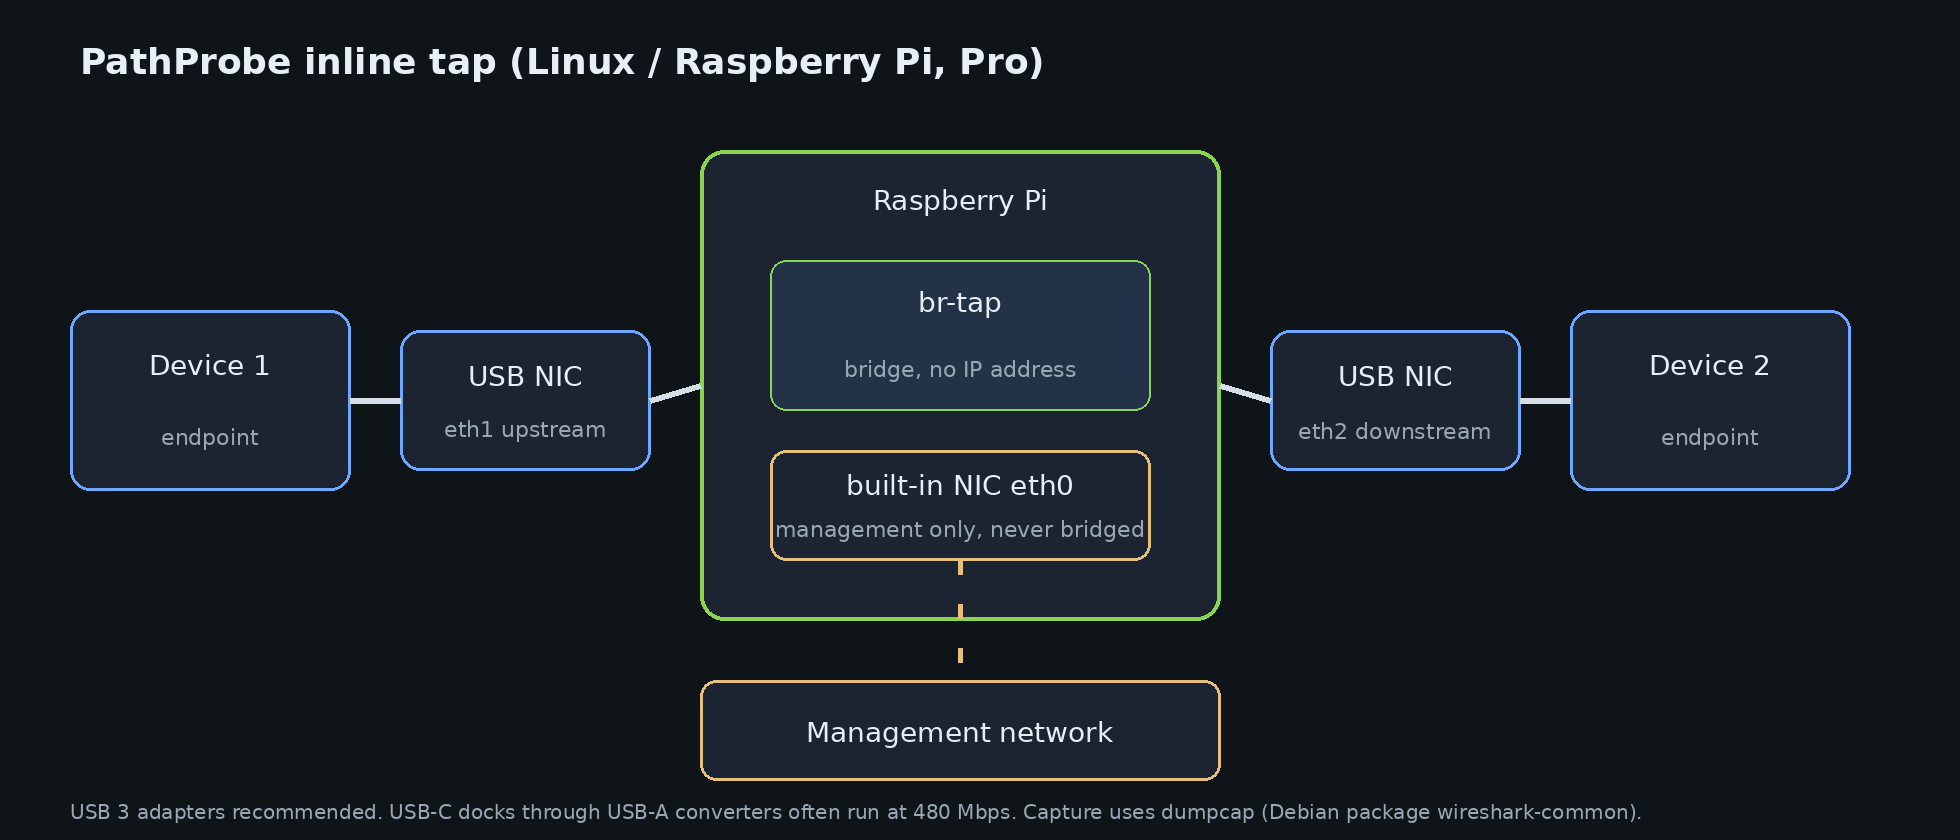 PathProbe inline tap (Linux / Raspberry Pi, Pro)
Raspberry Pi
br-tap
bridge, no IP address
Device 1
endpoint
USB NIC
eth1 upstream
USB NIC
eth2 downstream
Device 2
endpoint
built-in NIC eth0
management only, never bridged
Management network
USB 3 adapters recommended. USB-C docks through USB-A converters often run at 480 Mbps. Capture uses dumpcap (Debian package wireshark-common).